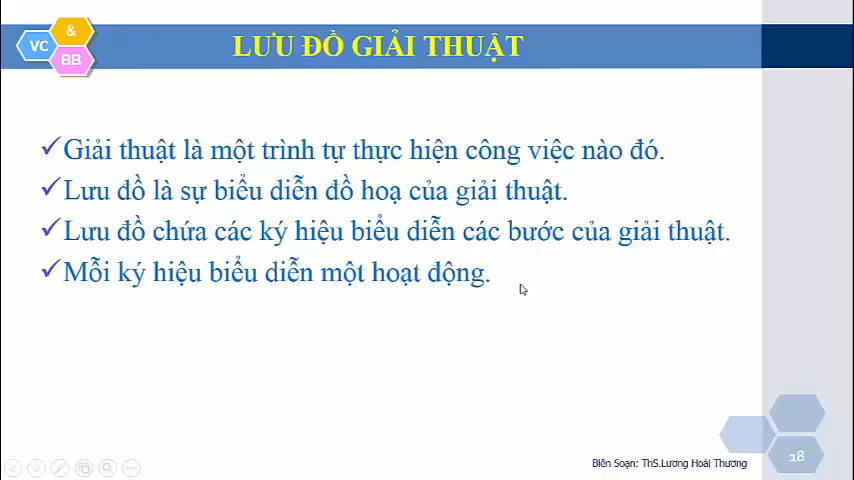 VC
&
BB
LƯU ĐỒ GIẢI THUẬT
Giải thuật là một trình tự thực hiện công việc nào đó.
Lưu đồ là sự biểu diễn đồ hoạ của giải thuật.
Lưu đồ chứa các ký hiệu biểu diễn các bước của giải thuật.
Mỗi ký hiệu biểu diễn một hoạt động.
Biên Soạn: ThS.Lương Hoài Thương
18